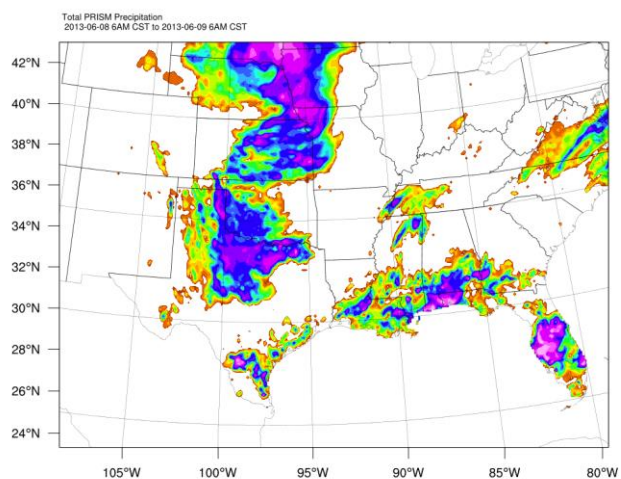 Total PRISM Precipitation
2013-06-08 6AM CST to 2013-06-09 6AM CST
42°N
40°N
38°N
36°N
34°N
32°N
30°N
28°N
26°N
24°N
105°W 100°W 95°W 90°W 85°W 80°W